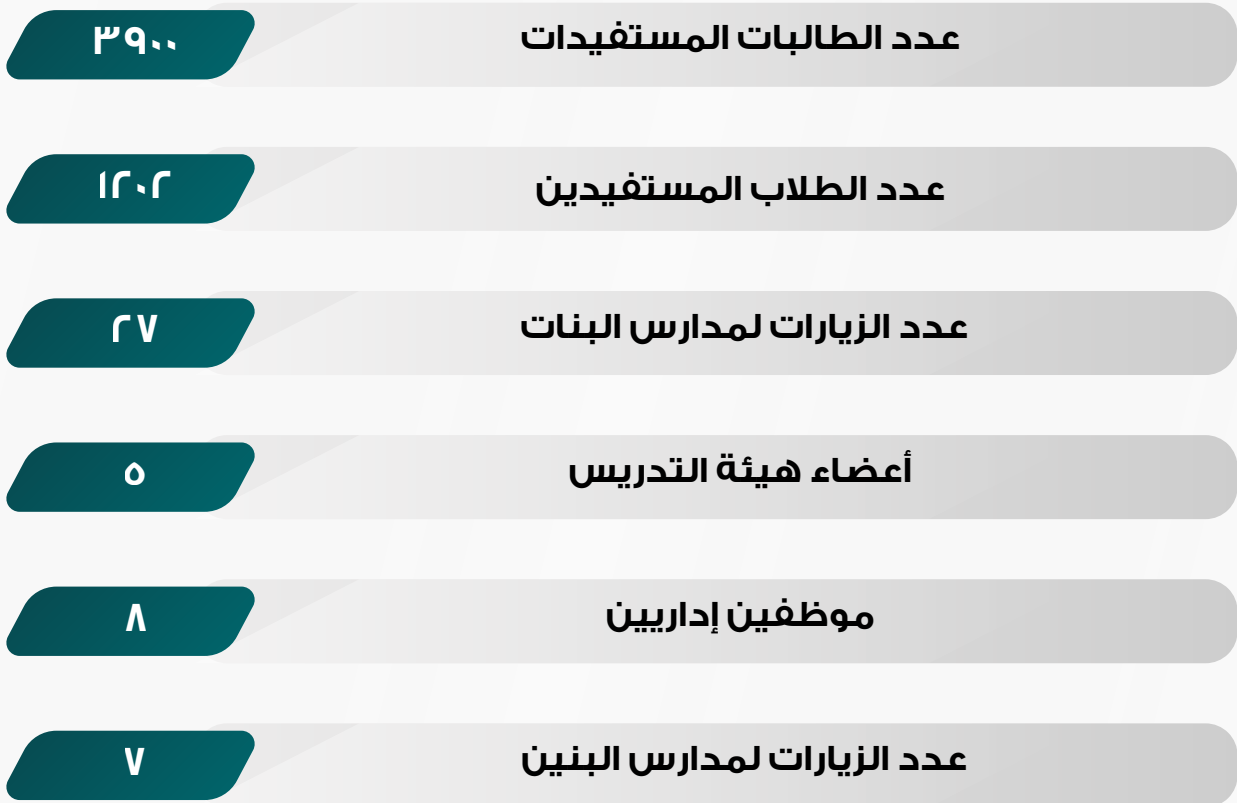 عدد الطالبات المستفيدات
٣٩٠٠
عدد الطلاب المستفيدين
١٢٠٢
عدد الزيارات لمدارس البنات
٢٧
أعضاء هيئة التدريس
٥
موظفين إداريين
٨
عدد الزيارات لمدارس البنين
٧